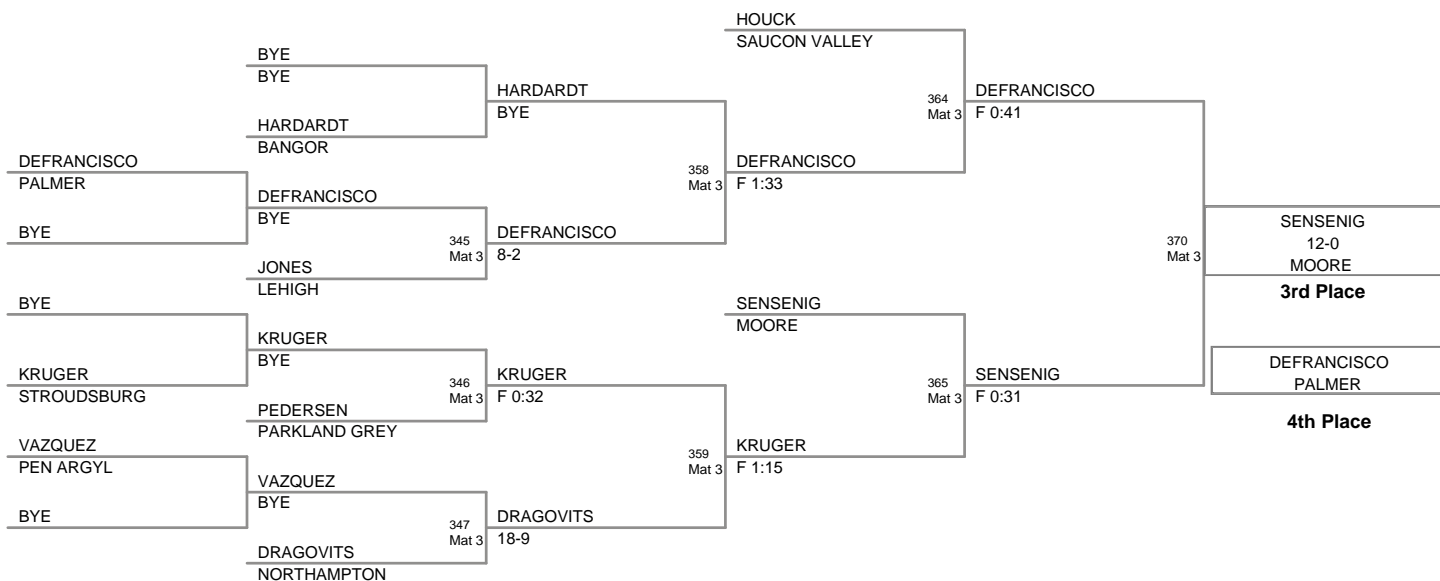 HOUCK
SAUCON VALLEY
BYE
BYE
HARDARDT
BYE
364
Mat 3
DEFRANCISCO
F 0:41
HARDARDT
BANGOR
DEFRANCISCO
PALMER
358
Mat 3
DEFRANCISCO
F 1:33
DEFRANCISCO
BYE
BYE
345
Mat 3
DEFRANCISCO
8-2
370
Mat 3
SENSENIG
12-0
MOORE
3rd Place
JONES
LEHIGH
BYE
SENSENIG
MOORE
KRUGER
BYE
KRUGER
STROUDSBURG
346
Mat 3
KRUGER
F 0:32
365
Mat 3
SENSENIG
F 0:31
DEFRANCISCO
PALMER
4th Place
PEDERSEN
PARKLAND GREY
VAZQUEZ
PEN ARGYL
359
Mat 3
KRUGER
F 1:15
VAZQUEZ
BYE
BYE
347
Mat 3
DRAGOVITS
18-9
DRAGOVITS
NORTHAMPTON